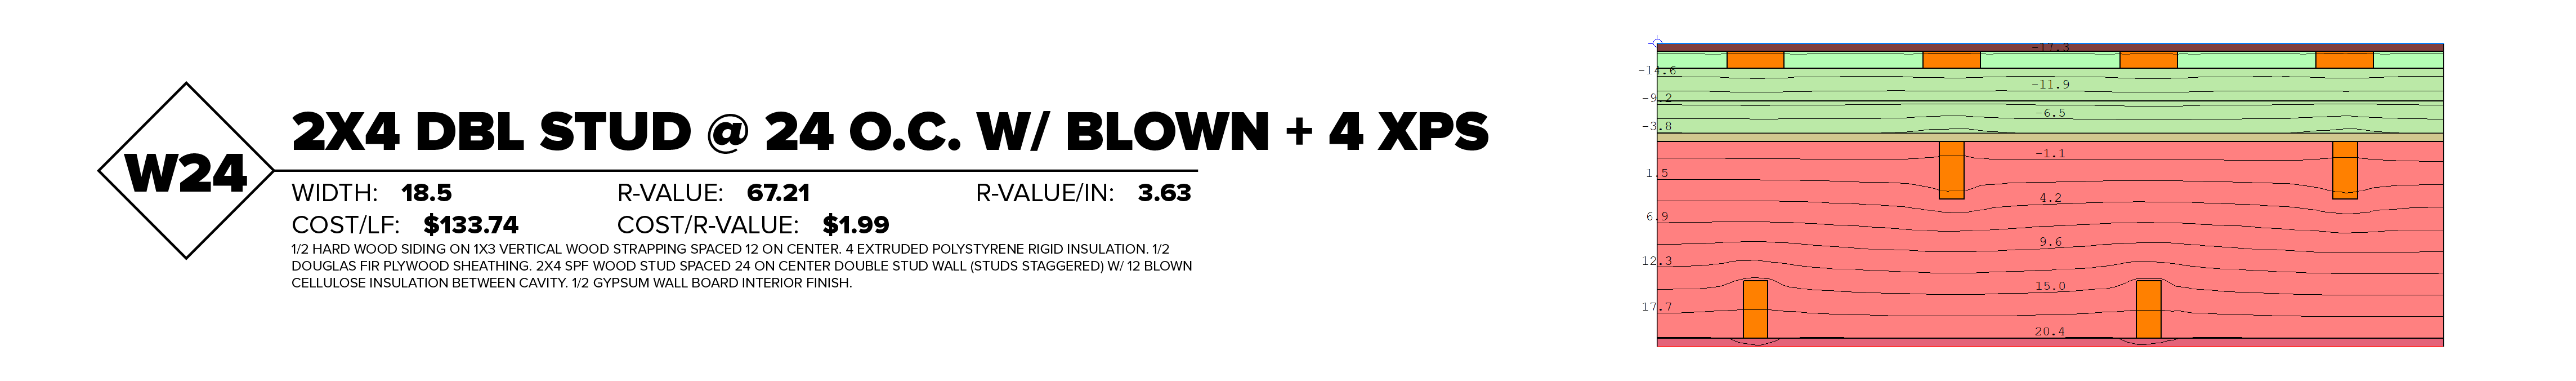 W24
2X4 DBL STUD @ 24 O.C. W/ BLOWN + 4 XPS
WIDTH: 18.5 R-VALUE: 67.21 R-VALUE/IN: 3.63
COST/LF: $133.74 COST/R-VALUE: $1.99
1/2 HARD WOOD SIDING ON 1X3 VERTICAL WOOD STRAPPING SPACED 12 ON CENTER. 4 EXTRUDED POLYSTYRENE RIGID INSULATION. 1/2
DOUGLAS FIR PLYWOOD SHEATHING. 2X4 SPF WOOD STUD SPACED 24 ON CENTER DOUBLE STUD WALL (STUDS STAGGERED) W/ 12 BLOWN
CELLULOSE INSULATION BETWEEN CAVITY. 1/2 GYPSUM WALL BOARD INTERIOR FINISH.
-17.3
-14.6
-11.9
-9.2
-6.5
-3.8
-1.1
1.5
4.2
6.9
9.6
12.3
15.0
17.7
20.4